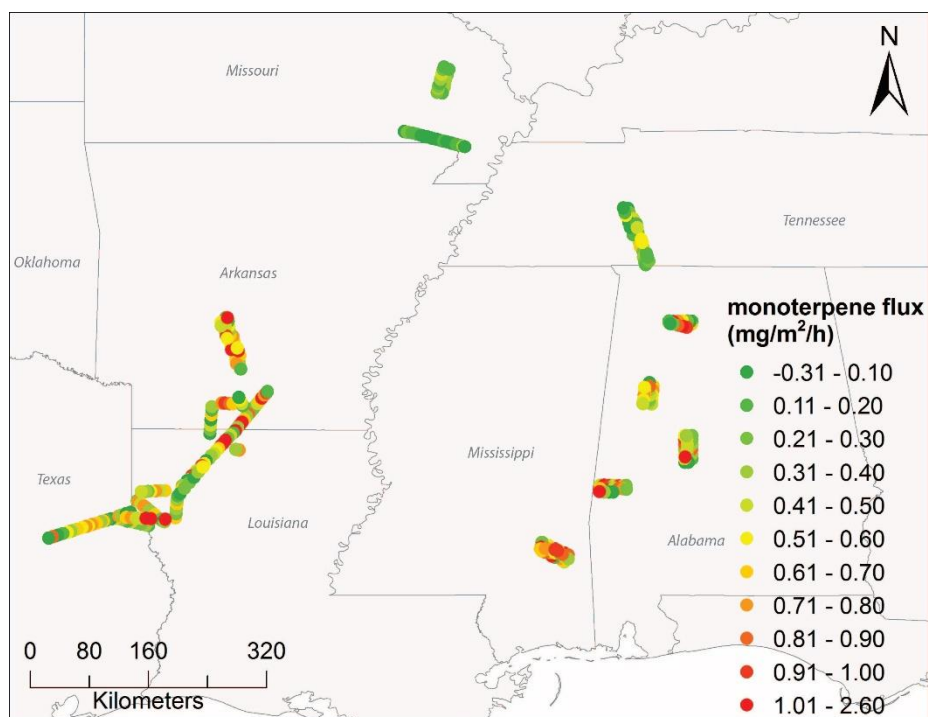 N
Missouri
Tennessee
Oklahoma
Arkansas
monoterpene flux
(mg/m²/h)
-0.31 - 0.10
0.11 - 0.20
0.21 - 0.30
0.31 - 0.40
0.41 - 0.50
0.51 - 0.60
0.61 - 0.70
0.71 - 0.80
0.81 - 0.90
0.91 - 1.00
1.01 - 2.60
Mississippi
Texas
Louisiana
Alabama
0 80 160 320
Kilometers